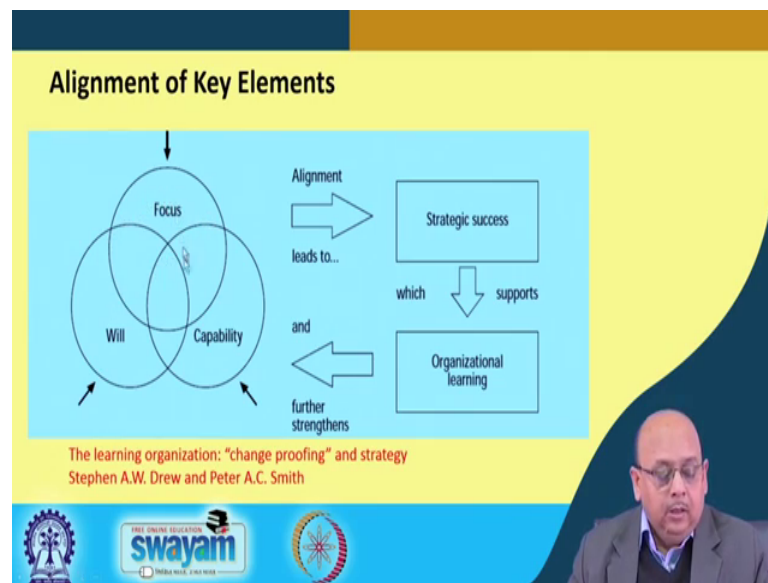 Alignment of Key Elements
Focus
Will
Capability
Alignment
leads to...
Strategic success
which
supports
Organizational
learning
and
further
strengthens
The learning organization: "change proofing" and strategy
Stephen A.W. Drew and Peter A.C. Smith
FREE ONLINE EDUCATION
swayam